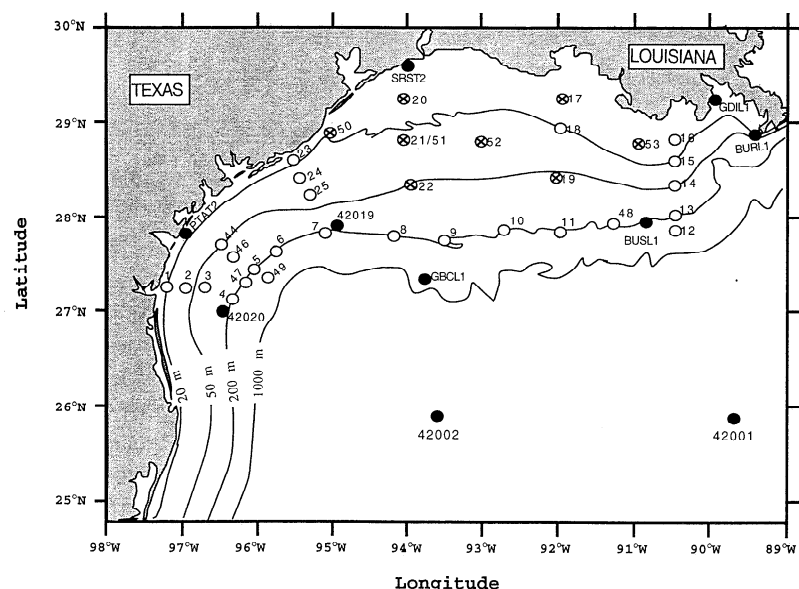 30°N
LOUISIANA
TEXAS
SRST2
20
17
GDIL1
29°N
50
18
21/51
52
53
16
BURL1
23
15
24
25
22
19
14
28°N
PTAT2
42019
44
7
8
9
10
11
48
13
BUSL1
12
46
6
5
47
49
1
2
3
4
GBCL1
27°N
42020
20 m
50 m
200 m
1000 m
26°N
42002
42001
25°N
98°W
97°W
96°W
95°W
94°W
93°W
92°W
91°W
90°W
89°W
Latitude
Longitude